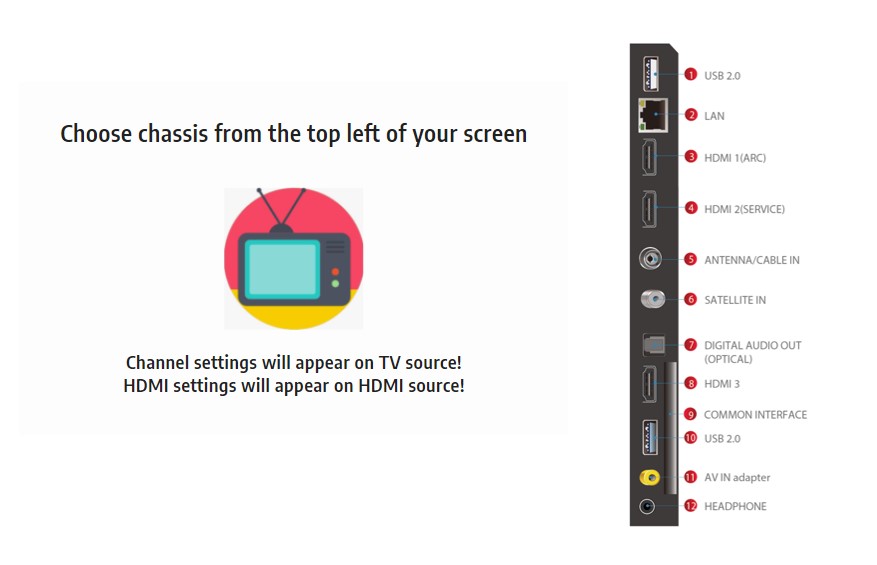 Choose chassis from the top left of your screen
Channel settings will appear on TV source!
HDMI settings will appear on HDMI source!
1 USB 2.0
2 LAN
3 HDMI 1(ARC)
4 HDMI 2(SERVICE)
5 ANTENNA/CABLE IN
6 SATELLITE IN
7 DIGITAL AUDIO OUT
(OPTICAL)
8 HDMI 3
9 COMMON INTERFACE
10 USB 2.0
11 AV IN adapter
12 HEADPHONE